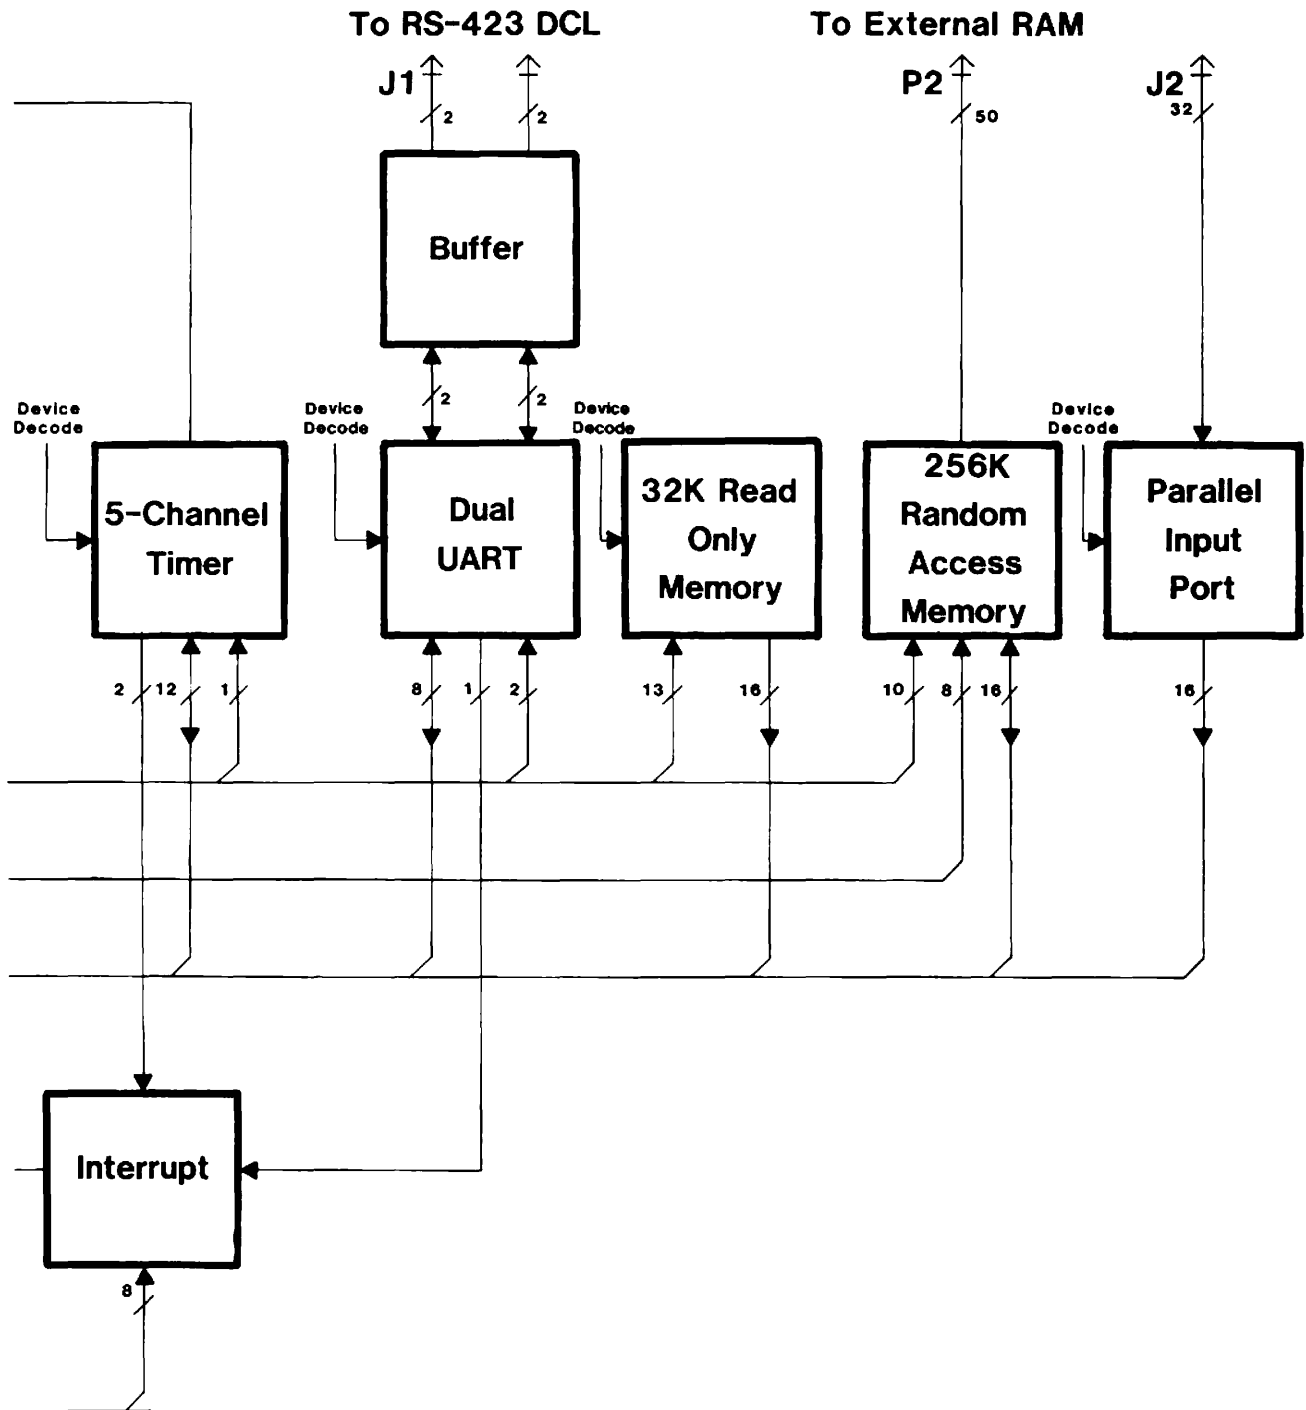 To RS-423 DCL
To External RAM
J1
P2
J2
2
2
50
32
Buffer
2
2
Device
Decode
Device
Decode
Device
Decode
Device
Decode
5-Channel
Timer
Dual
UART
32K Read
Only
Memory
256K
Random
Access
Memory
Parallel
Input
Port
2
12
1
8
1
2
13
16
10
8
16
16
Interrupt
8